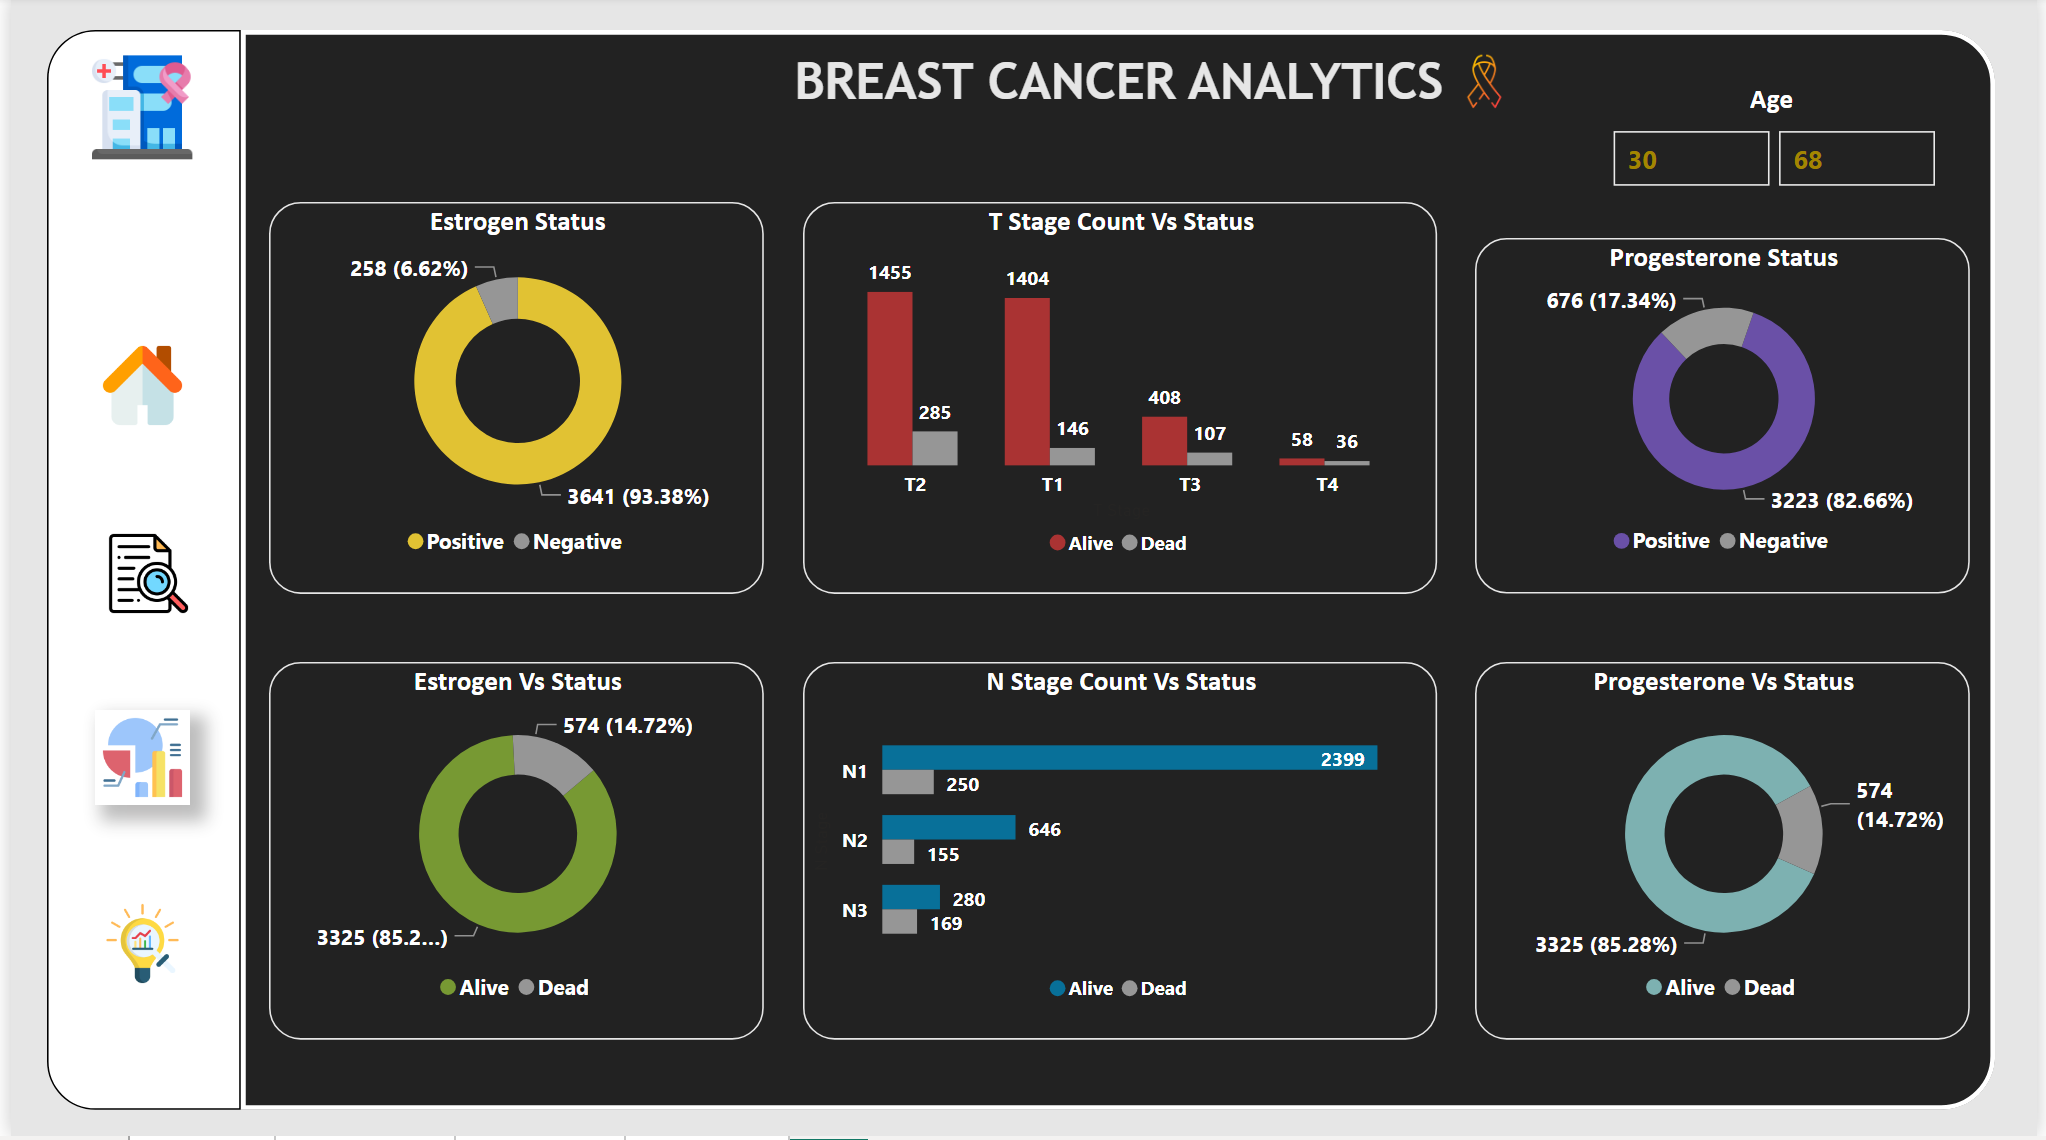 BREAST CANCER ANALYTICS
Age
30
68
Estrogen Status
258 (6.62%)
3641 (93.38%)
Positive
Negative
T Stage Count Vs Status
1455
285
1404
146
408
107
58
36
T2
T1
T3
T4
Alive
Dead
Progesterone Status
676 (17.34%)
3223 (82.66%)
Positive
Negative
Estrogen Vs Status
574 (14.72%)
3325 (85.2...)
Alive
Dead
N Stage Count Vs Status
N1
2399
250
N2
646
155
N3
280
169
Alive
Dead
Progesterone Vs Status
574
(14.72%)
3325 (85.28%)
Alive
Dead